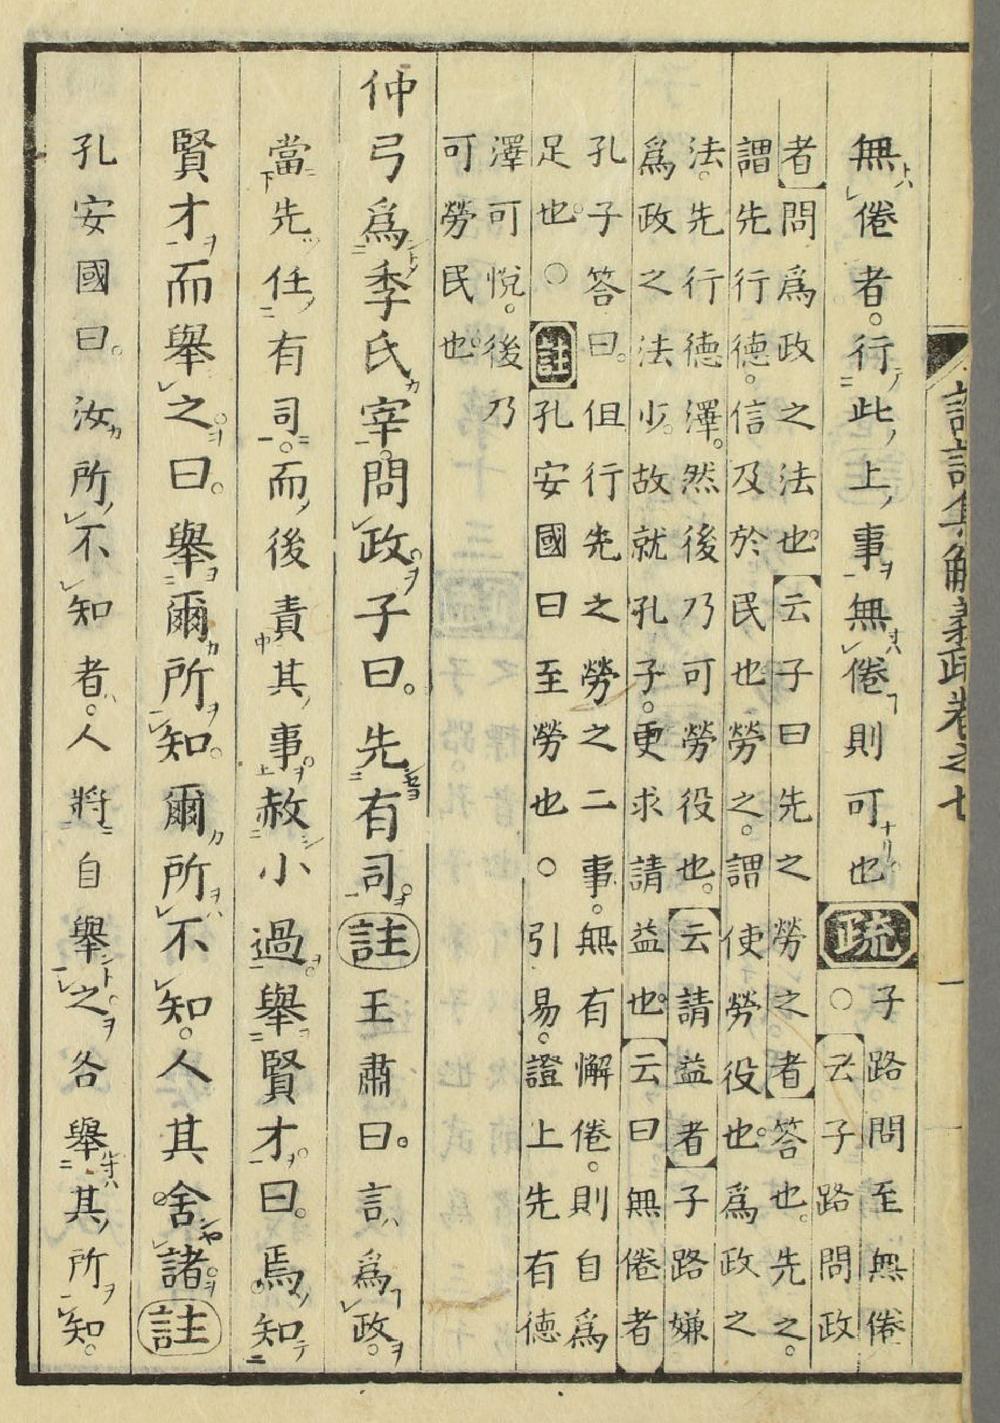 無倦者。行此上事無倦則可也疏子路問至無倦
○云子路問政
者問爲政之法也。云子曰先之勞之。者答也。先之。
謂先行德。信及於民也勞之。謂使勞役也。爲政之
法。先行德澤。然後乃可勞役也。云請益者子路嫌
爲政之法少。故就孔子。更求請益也。云曰無倦者
孔子答曰。但行先之勞之二事。無有懈倦。則自爲
足也。○註孔安國曰至勞也○引易。證上先有德
澤可悅。後乃
可勞民也。
仲弓爲季氏宰。問政。子曰。先有司。註王肅曰。言爲政。
當先任有司。而後責其事。赦小過。舉賢才。曰。焉知
賢才而舉之。曰。舉爾所知。爾所不知。人其舍諸。註
孔安國曰。汝所不知者。人將自舉之。各舉其所知。